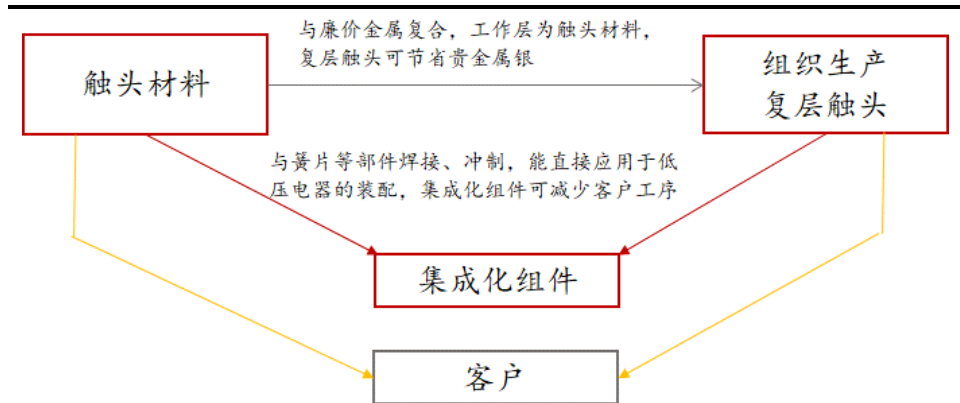 与廉价金属复合，工作层为触头材料，
复层触头可节省贵金属银
触头材料
组织生产
复层触头
与簧片等部件焊接、冲制，能直接应用于低
压电器的装配，集成化组件可减少客户工序
集成化组件
客户